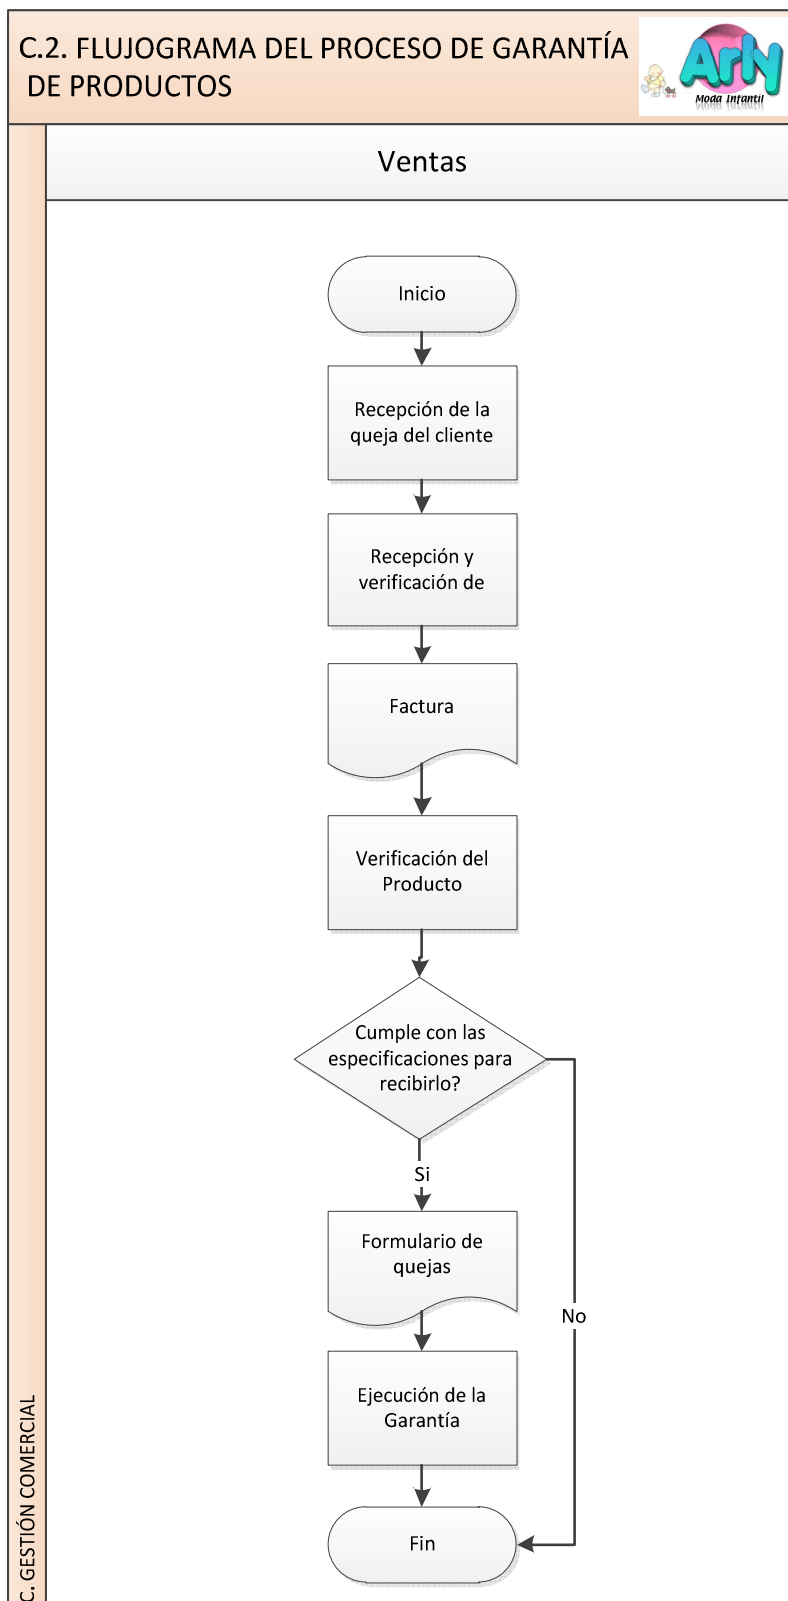 C.2. FLUJOGRAMA DEL PROCESO DE GARANTÍA
DE PRODUCTOS
Arly
Moda Infantil
Ventas
Inicio
Recepción de la
queja del cliente
Recepción y
verificación de
Factura
Verificación del
Producto
Cumple con las
especificaciones para
recibirlo?
Si
Formulario de
quejas
No
Ejecución de la
Garantía
Fin
C. GESTIÓN COMERCIAL